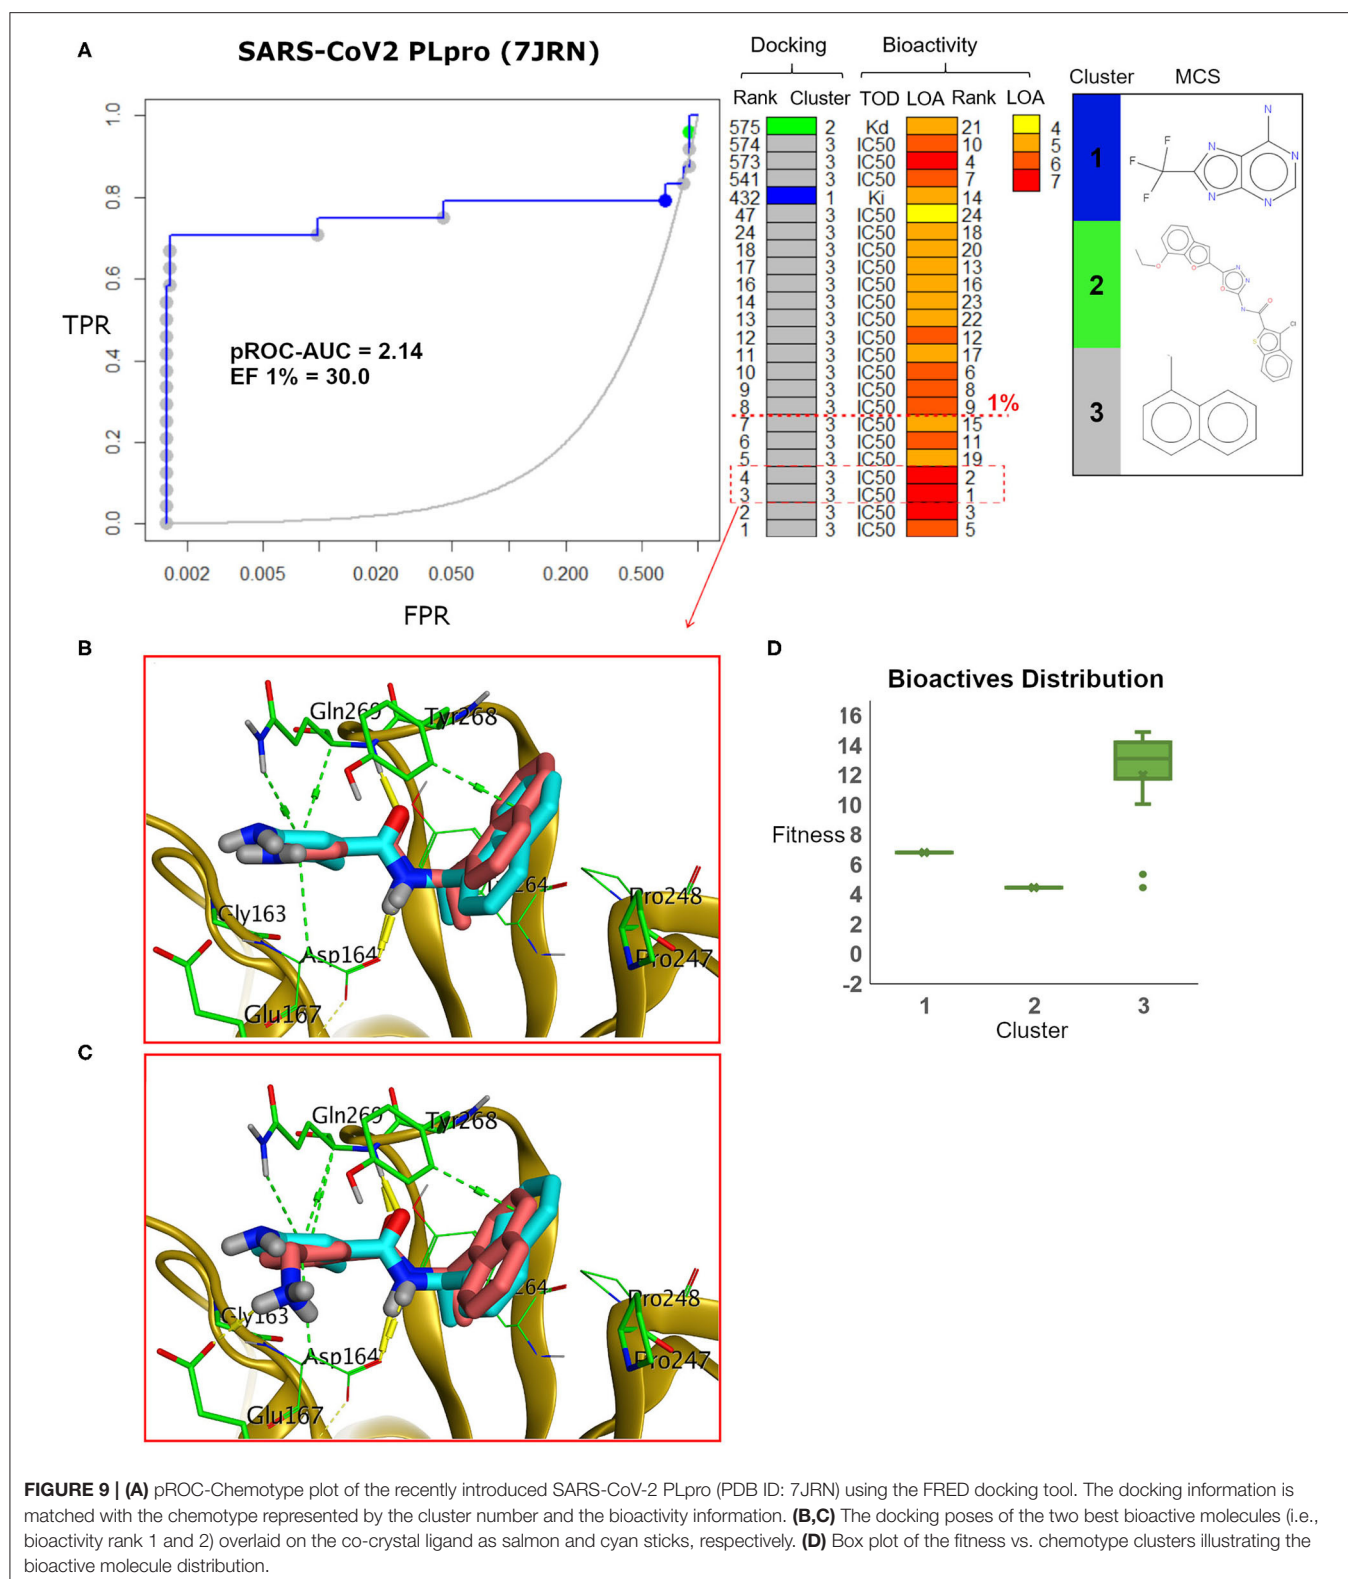 A
SARS-CoV2 PLpro (7JRN)
Docking Bioactivity
Rank Cluster TOD LOA Rank LOA
Cluster MCS
575 2 Kd 21
574 3 IC50 10
573 3 IC50 4
541 3 IC50 7
432 1 Ki 14
47 3 IC50 24
24 3 IC50 18
18 3 IC50 20
17 3 IC50 13
16 3 IC50 16
14 3 IC50 23
13 3 IC50 22
12 3 IC50 12
11 3 IC50 17
10 3 IC50 6
9 3 IC50 8
8 3 IC50 9
1%
7 3 IC50 15
6 3 IC50 11
5 3 IC50 19
4 3 IC50 2
3 3 IC50 1
2 3 IC50 3
1 3 IC50 5
4
5
6
7
1
N
N
N
N
N
N
F
F
F
2
O
O
N
N
O
N
O
S
Cl
3
1.0
0.8
0.6
0.4
0.2
0.0
TPR
pROC-AUC = 2.14
EF 1% = 30.0
0.002 0.005 0.020 0.050 0.200 0.500
FPR
B
Gln269
Tyr268
Gly163
Asp164
Glu167
Pro248
Pro247
C
Gln269
Tyr268
Gly163
Asp164
Glu167
Pro248
Pro247
D
Bioactives Distribution
16
14
12
10
Fitness 8
6
4
2
0
-2
1 2 3
Cluster
FIGURE 9 | (A) pROC-Chemotype plot of the recently introduced SARS-CoV-2 PLpro (PDB ID: 7JRN) using the FRED docking tool. The docking information is
matched with the chemotype represented by the cluster number and the bioactivity information. (B,C) The docking poses of the two best bioactive molecules (i.e.,
bioactivity rank 1 and 2) overlaid on the co-crystal ligand as salmon and cyan sticks, respectively. (D) Box plot of the fitness vs. chemotype clusters illustrating the
bioactive molecule distribution.